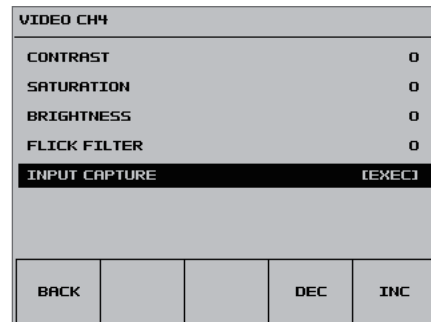 VIDEO CH4
CONTRAST 0
SATURATION 0
BRIGHTNESS 0
FLICK FILTER 0
INPUT CAPTURE [EXEC]
BACK DEC INC